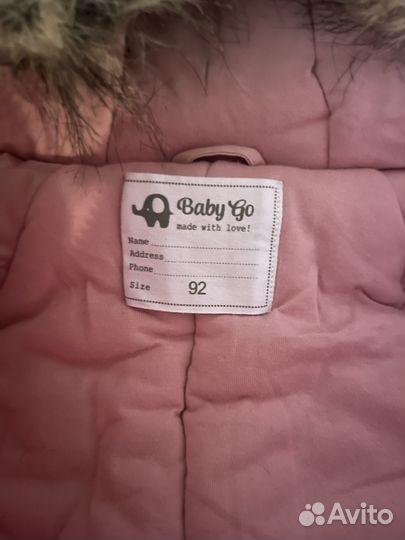 Baby Go
made with love!
Name
Address
Phone
Size 92
Avito